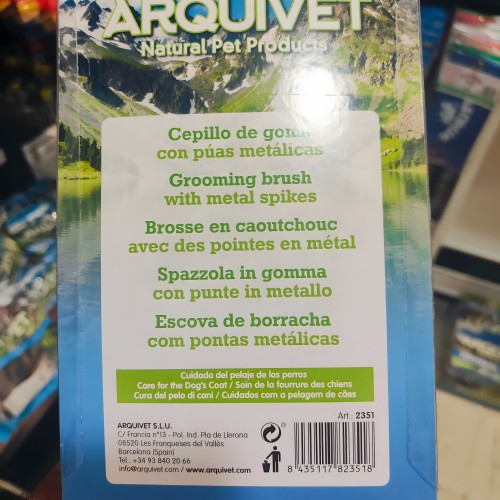 ARQUIVET
Natural Pet Products
Cepillo de goma
con púas metálicas
Grooming brush
with metal spikes
Brosse en caoutchouc
avec des pointes en métal
Spazzola in gomma
con punte in metallo
Escova de borracha
com pontas metálicas
Cuidado del pelaje de los perros
Care for the Dog's Coat / Soin de la fourrure des chiens
Cura del pelo di cani / Cuidados com a pelagem de cães
Art.: 2351
ARQUIVET S.L.U.
C/ Francia nº13 - Pol. Ind. Pla de Llerona
08520 Les Franqueses del Vallès
Barcelona (Spain)
Tel.: +34 93 840 20 66
info@arquivet.com / www.arquivet.com
8 435117 823518